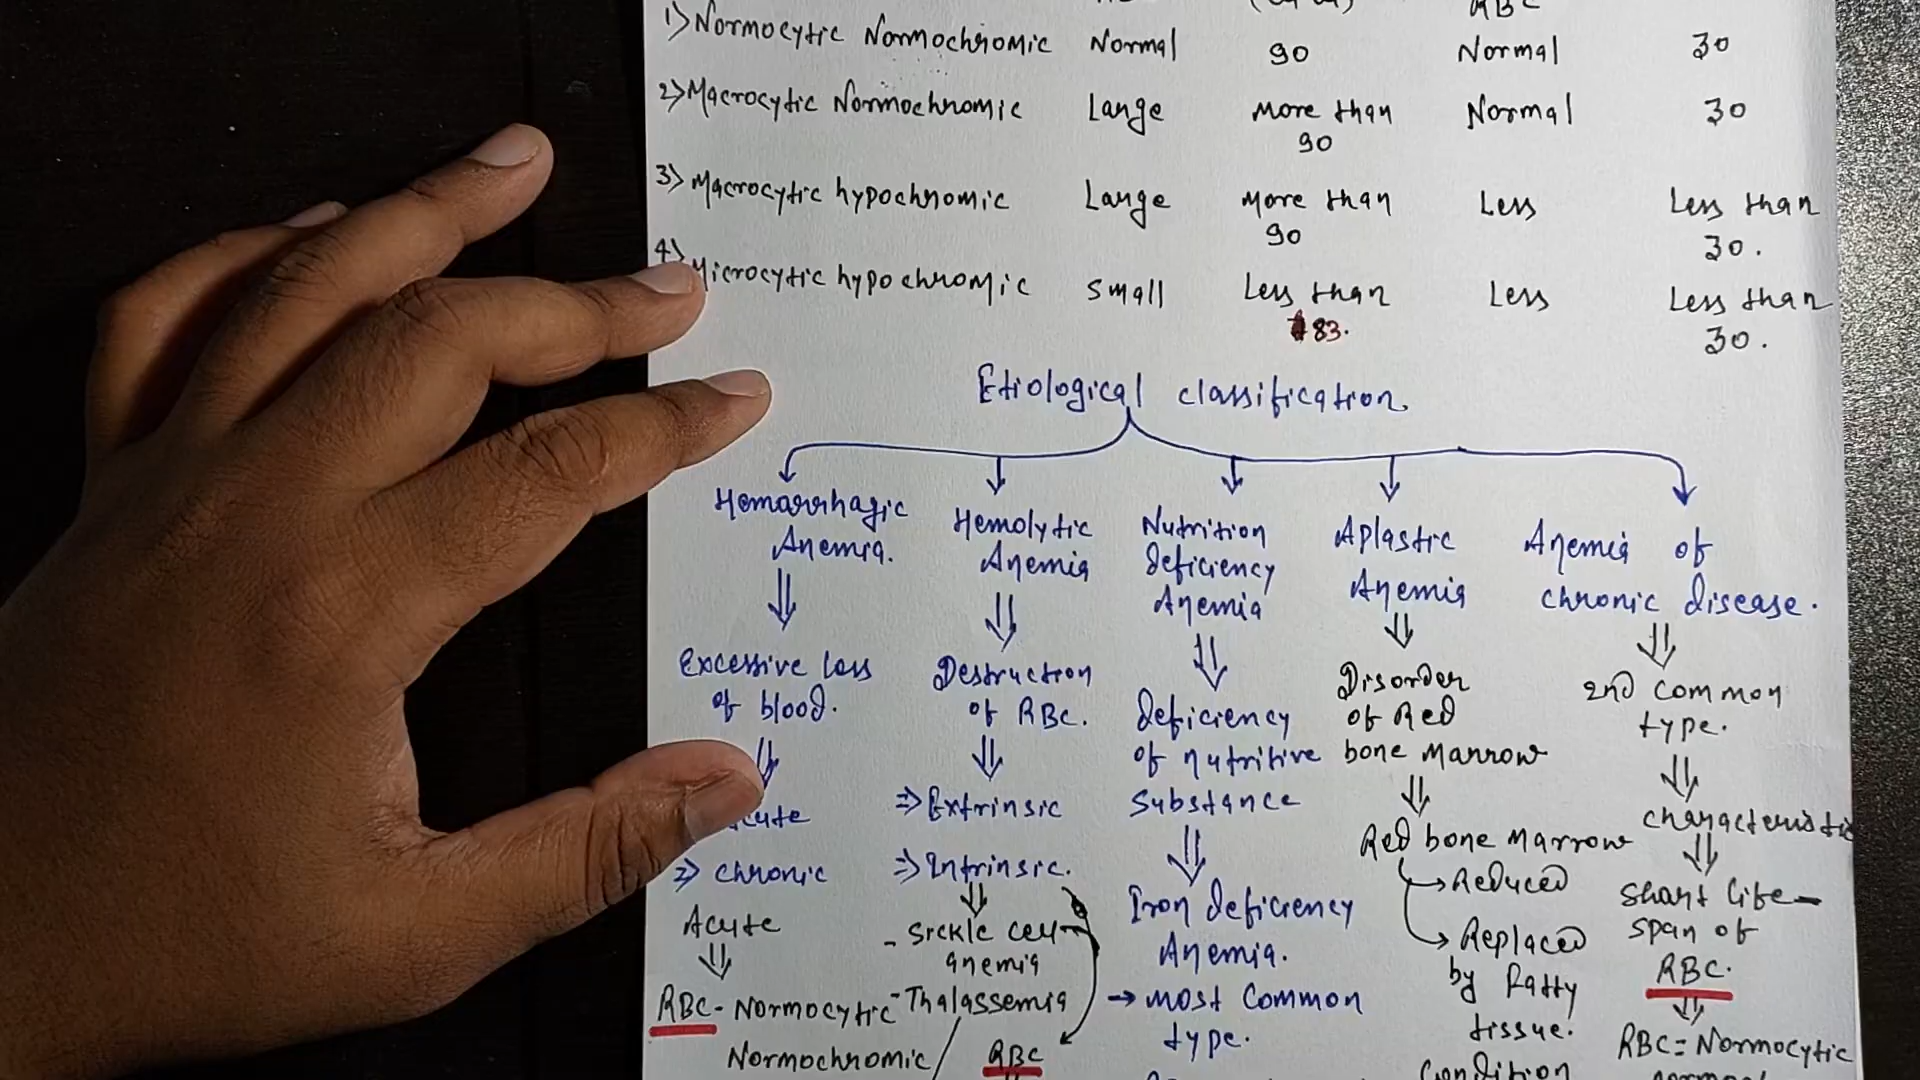 RBC
1) Normocytic Normochromic Normal 90 Normal 30
2) Macrocytic Normochromic Large More than 90 Normal 30
3) Macrocytic hypochromic Large More than 90 Less Less than 30.
4) Microcytic hypochromic Small Less than 83. Less Less than 30.
Etiological classification
Hemarrhagic
Anemia.
Excessive loss
of blood.
2) chronic
Acute
RBC - Normocytic
Normochromic
Hemolytic
Anemia
Destruction
of RBC.
⇒ Extrinsic
⇒ Intrinsic.
- Sickle cell
anemia
- Thalassemia
RBC
Nutrition
deficiency
Anemia
deficiency
of nutritive
Substance
Iron deficiency
Anemia.
→ most common
type.
Aplastic
Anemia
Disorder
of Red
bone marrow
Red bone marrow
→ Reduced
→ Replaced
by Fatty
tissue.
Condition
Anemia of
chronic disease.
2nd common
type.
characteristic
Short life-
span of
RBC.
RBC = Normocytic